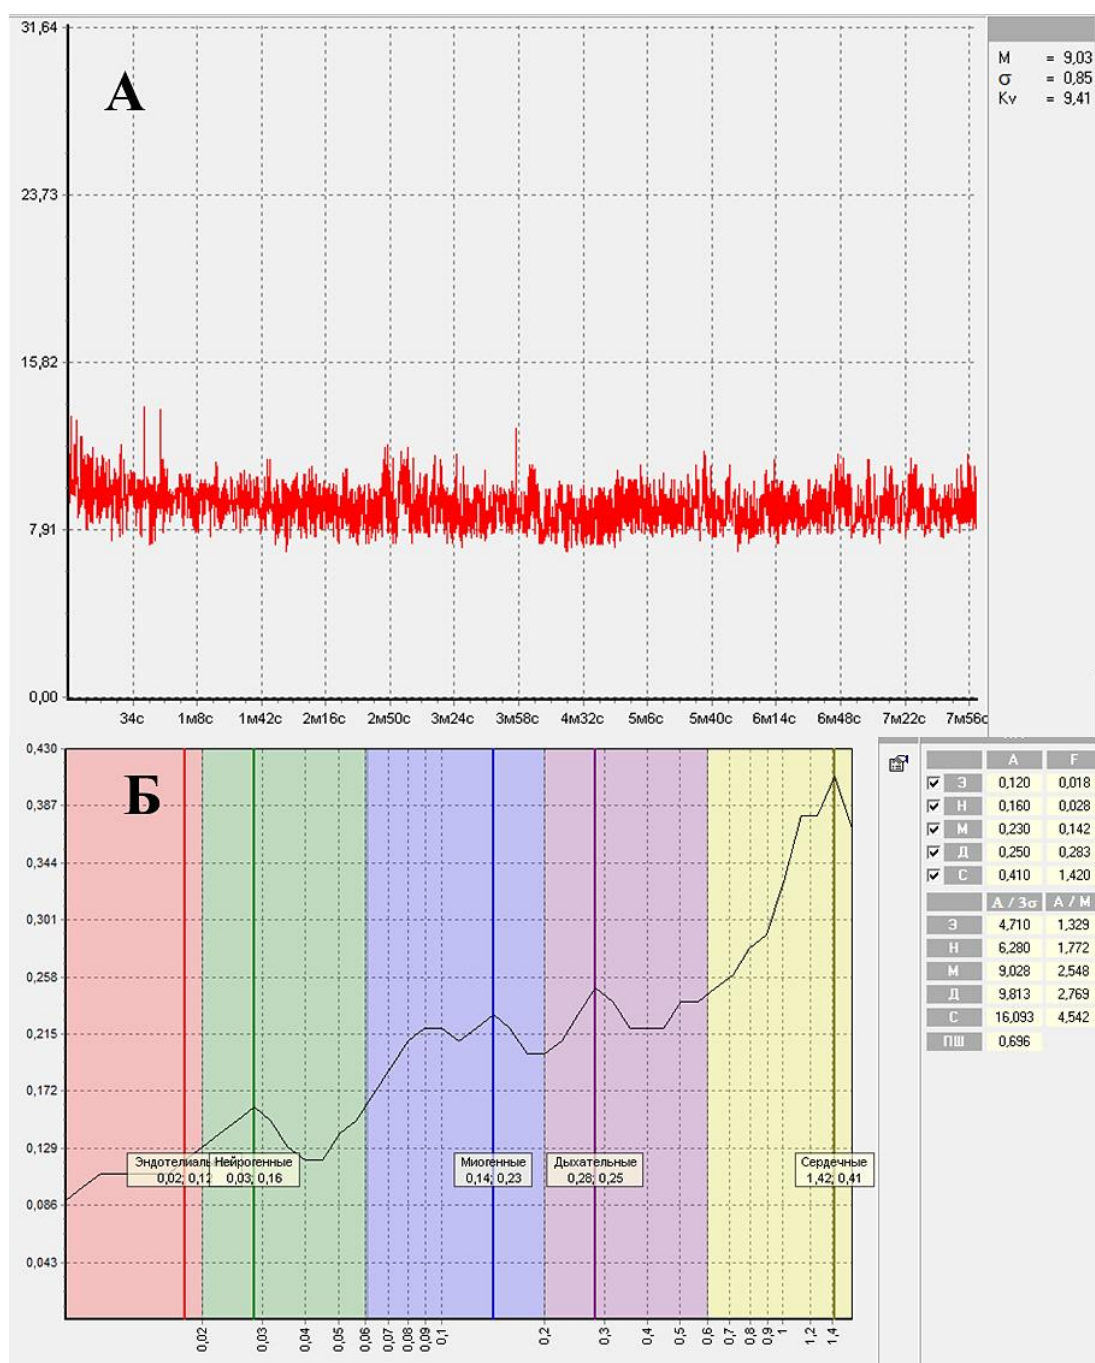 31,64
А
М = 9,03
σ = 0,85
Kv = 9,41
23,73
15,82
7,91
0,00
34с 1м8с 1м42с 2м16с 2м50с 3м24с 3м58с 4м32с 5м6с 5м40с 6м14с 6м48с 7м22с 7м56с
0,430
Б
A F
Э 0,120 0,018
0,387
Н 0,160 0,028
М 0,230 0,142
0,344
Д 0,250 0,283
С 0,410 1,420
0,301
А / 3σ А / М
Э 4,710 1,329
0,258
Н 6,280 1,772
М 9,028 2,548
Д 9,813 2,769
0,215
С 16,093 4,542
ПШ 0,696
0,172
0,129
Эндотелиаль Нейрогенные Миогенные Дыхательные Сердечные
0,02; 0,12 0,03; 0,16 0,14; 0,23 0,28; 0,25 1,42; 0,41
0,086
0,043
0,02 0,03 0,04 0,05 0,06 0,07 0,08 0,09 0,1 0,2 0,3 0,4 0,5 0,6 0,7 0,8 0,9 1 1,2 1,4